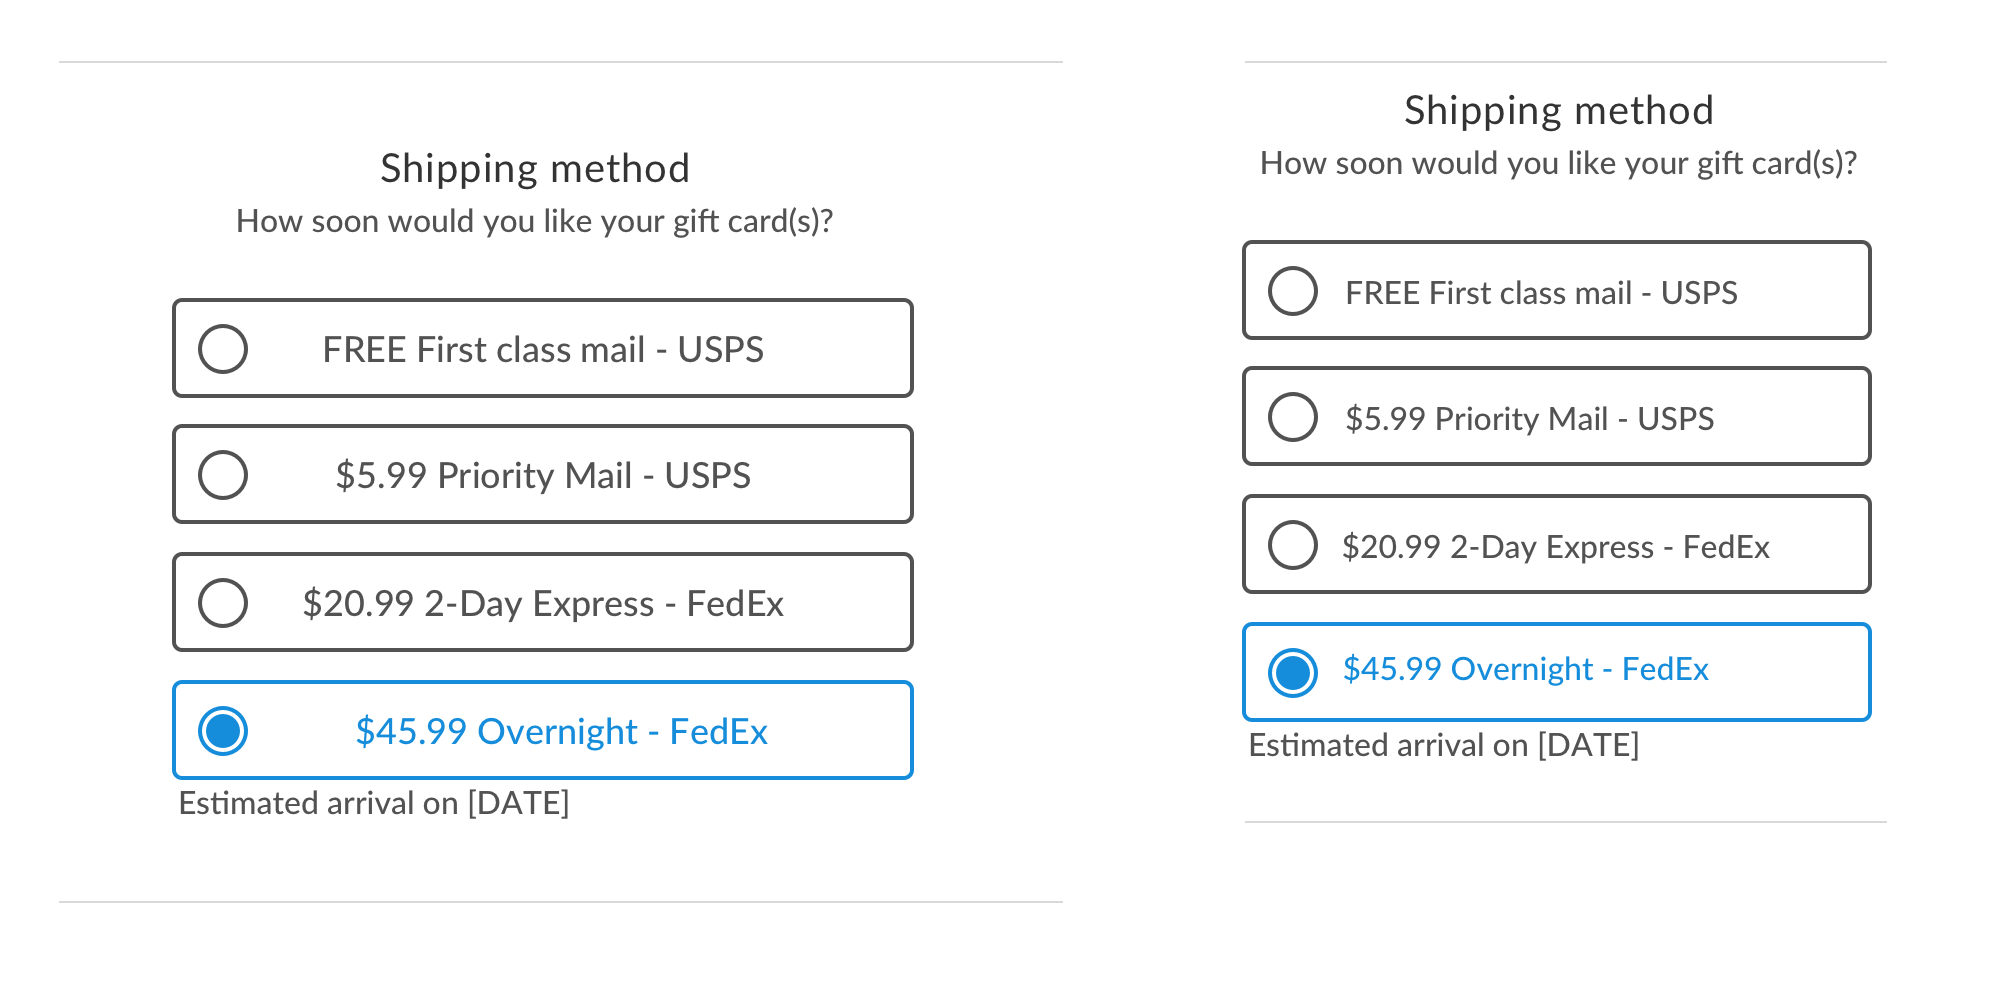 Shipping method
How soon would you like your gift card(s)?
FREE First class mail - USPS
$5.99 Priority Mail - USPS
$20.99 2-Day Express - FedEx
$45.99 Overnight - FedEx
Estimated arrival on [DATE]
Shipping method
How soon would you like your gift card(s)?
FREE First class mail - USPS
$5.99 Priority Mail - USPS
$20.99 2-Day Express - FedEx
$45.99 Overnight - FedEx
Estimated arrival on [DATE]